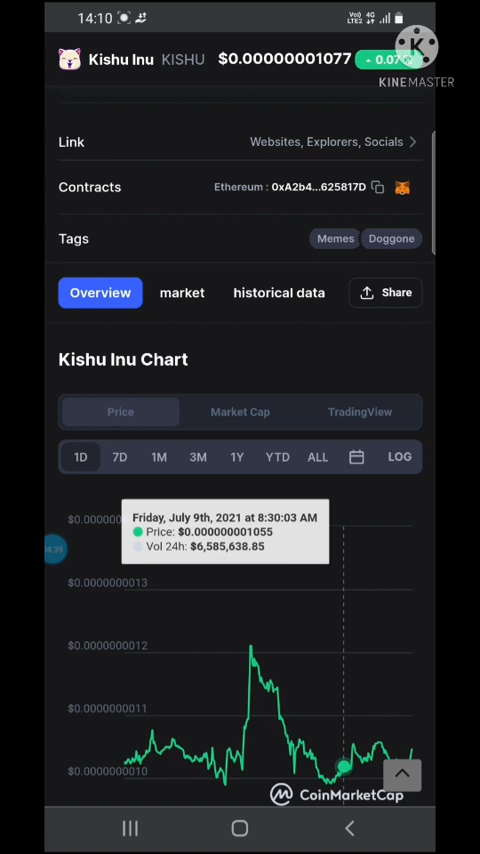 14:10
Vo)) 4G
LTE2
Kishu Inu KISHU $0.00000001077
K
KINEMASTER
Link Websites, Explorers, Socials
Contracts Ethereum : 0xA2b4...625817D
Tags Memes Doggone
Overview market historical data Share
Kishu Inu Chart
Price Market Cap TradingView
1D 7D 1M 3M 1Y YTD ALL LOG
Friday, July 9th, 2021 at 8:30:03 AM
Price: $0.000000001055
Vol 24h: $6,585,638.85
$0.0000000013
$0.0000000012
$0.0000000011
$0.0000000010
CoinMarketCap